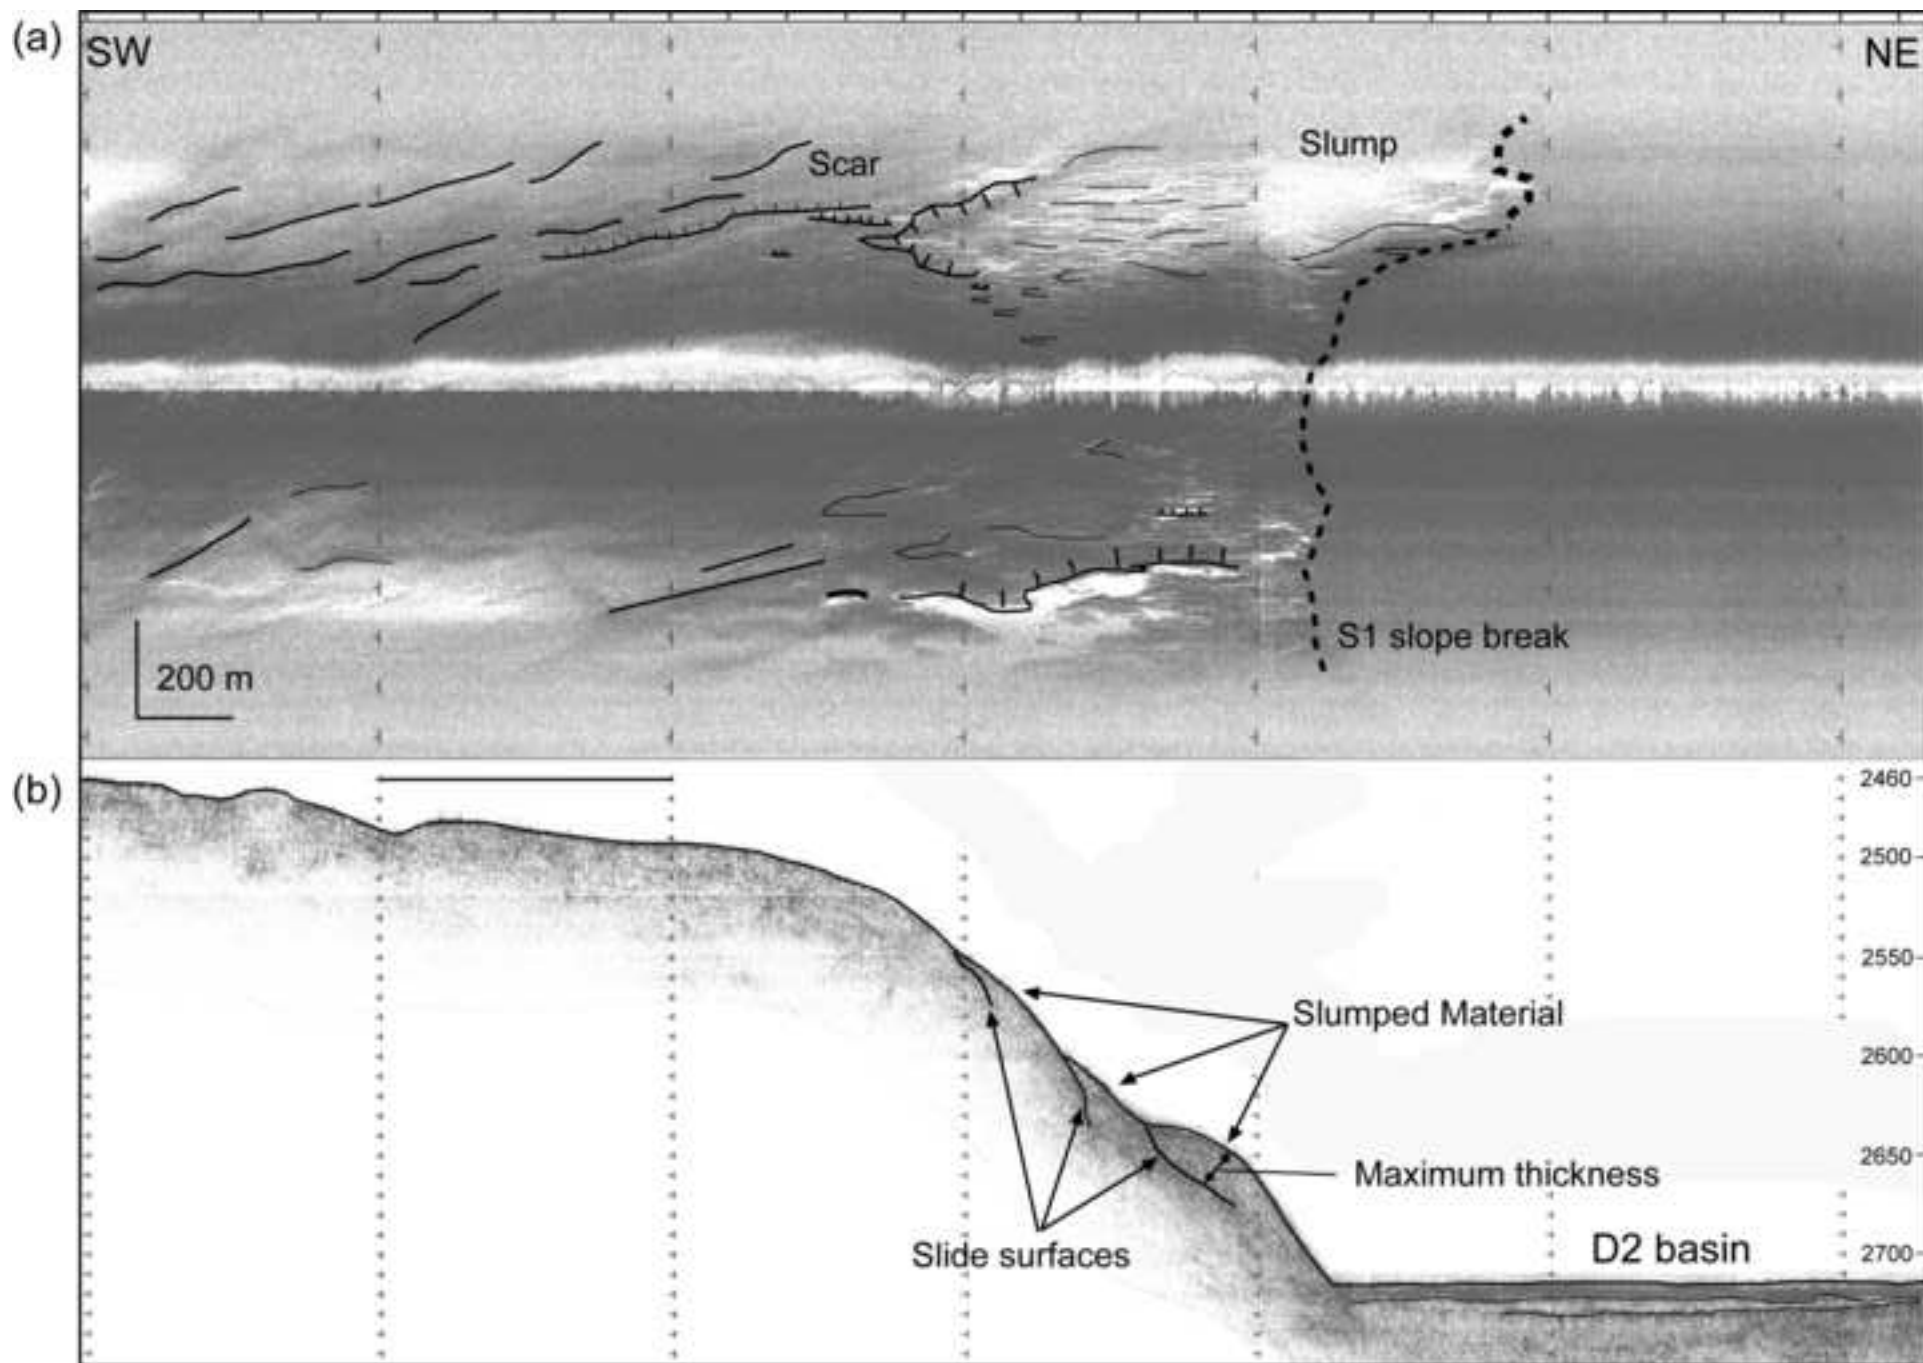 (a)
SW
NE
Scar
Slump
S1 slope break
200 m
(b)
2460
2500
2550
Slumped Material
2600
2650
Maximum thickness
Slide surfaces
D2 basin
2700